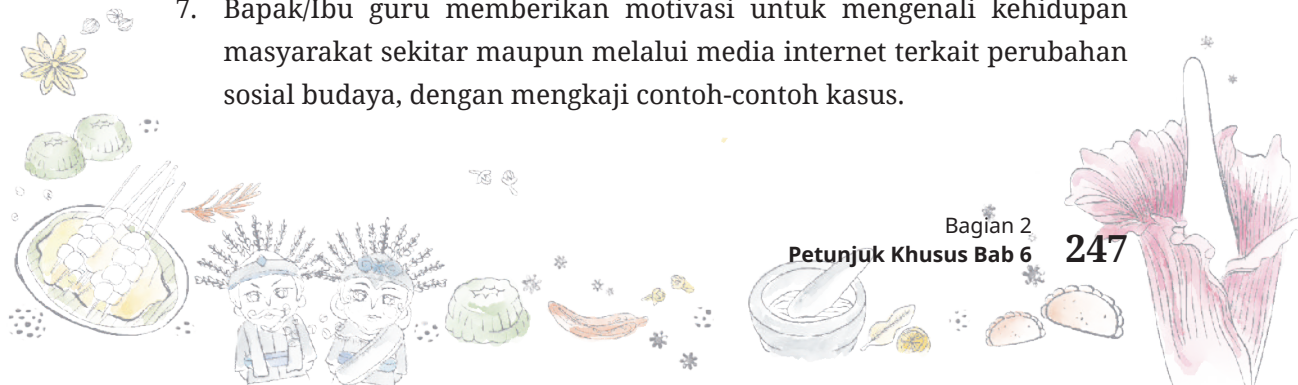 7. Bapak/Ibu guru memberikan motivasi untuk mengenali kehidupan
masyarakat sekitar maupun melalui media internet terkait perubahan
sosial budaya, dengan mengkaji contoh-contoh kasus.
Bagian 2
Petunjuk Khusus Bab 6 247